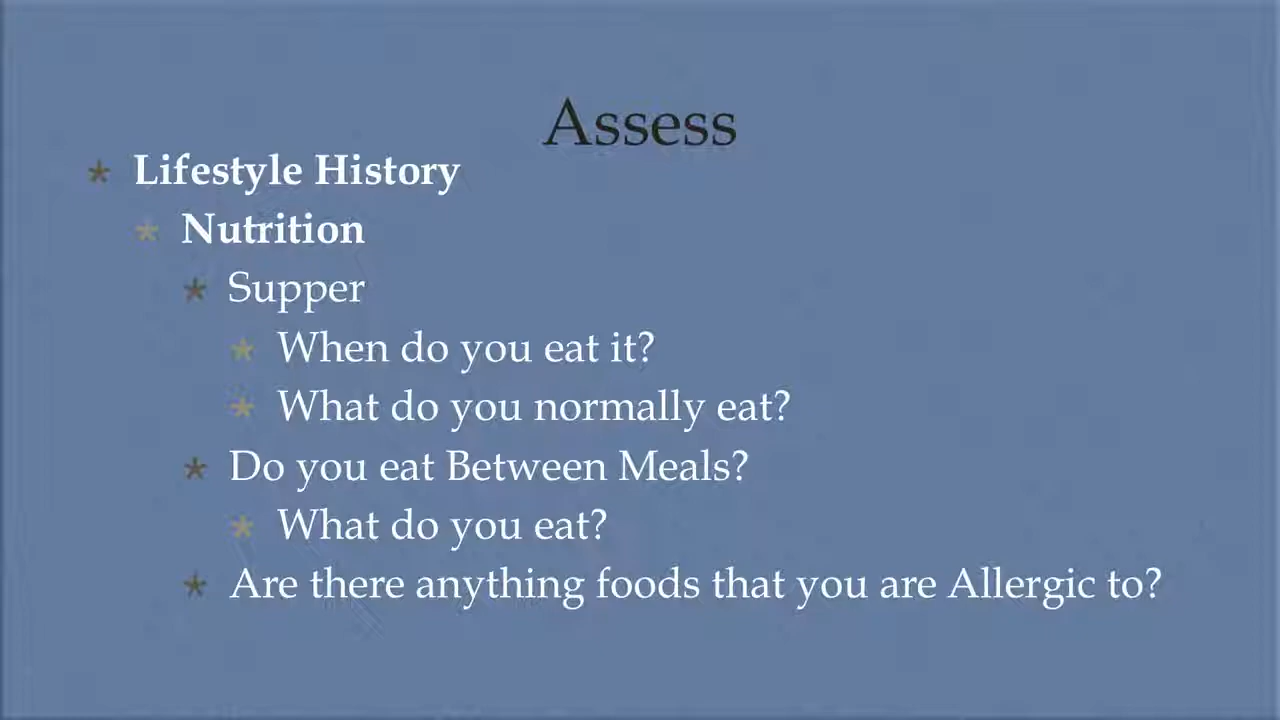 Assess
* Lifestyle History
* Nutrition
* Supper
* When do you eat it?
* What do you normally eat?
* Do you eat Between Meals?
* What do you eat?
* Are there anything foods that you are Allergic to?